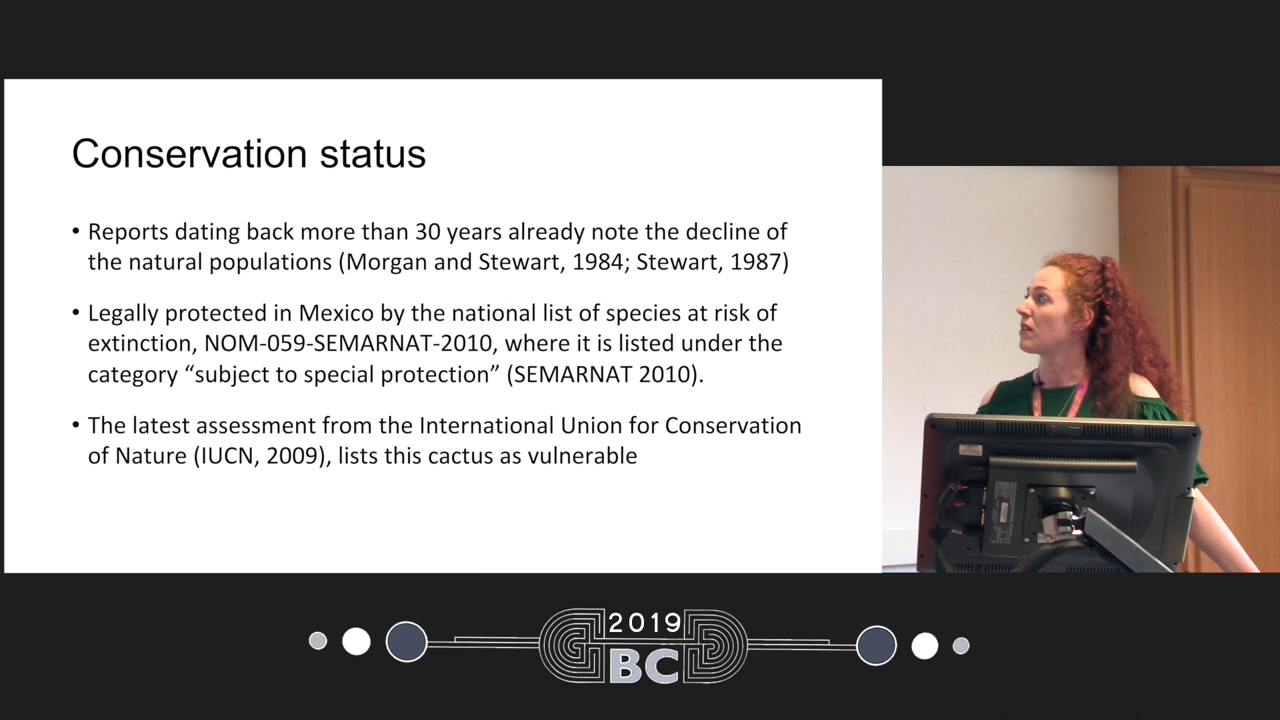 Conservation status
• Reports dating back more than 30 years already note the decline of
the natural populations (Morgan and Stewart, 1984; Stewart, 1987)
• Legally protected in Mexico by the national list of species at risk of
extinction, NOM-059-SEMARNAT-2010, where it is listed under the
category “subject to special protection” (SEMARNAT 2010).
• The latest assessment from the International Union for Conservation
of Nature (IUCN, 2009), lists this cactus as vulnerable
2019
BC